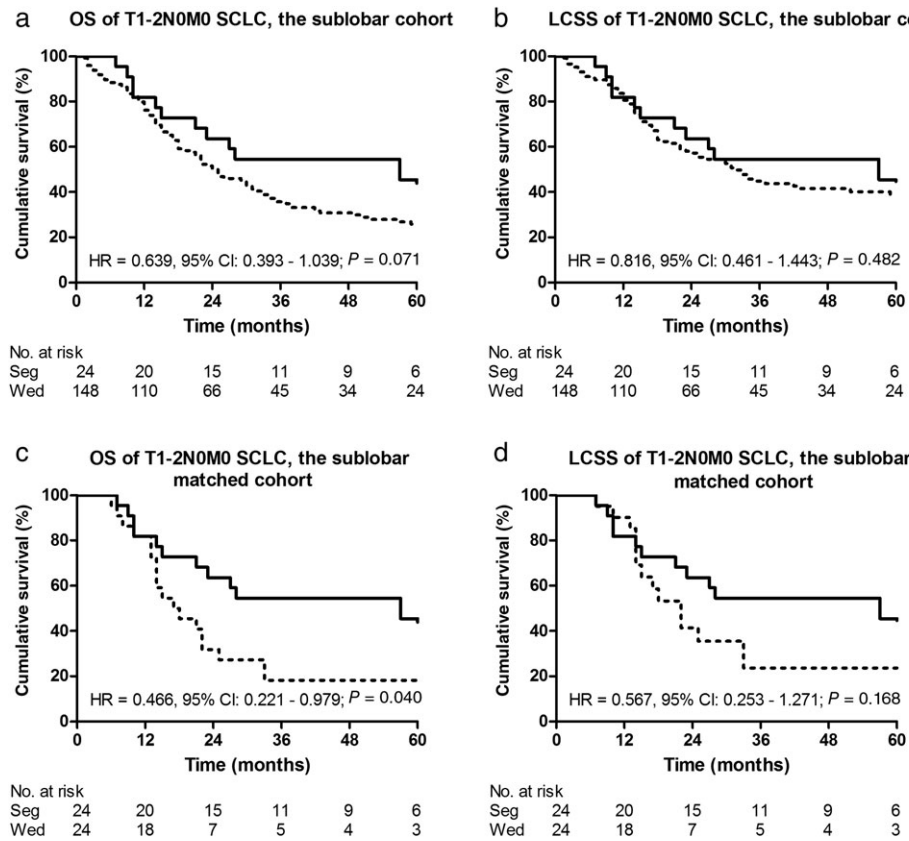 a
OS of T1-2N0M0 SCLC, the sublobar cohort
Cumulative survival (%)
100
80
60
40
20
0
HR = 0.639, 95% CI: 0.393 - 1.039; P = 0.071
0 12 24 36 48 60
Time (months)
No. at risk
Seg 24 20 15 11 9 6
Wed 148 110 66 45 34 24
b
LCSS of T1-2N0M0 SCLC, the sublobar co
Cumulative survival (%)
100
80
60
40
20
0
HR = 0.816, 95% CI: 0.461 - 1.443; P = 0.482
0 12 24 36 48 60
Time (months)
No. at risk
Seg 24 20 15 11 9 6
Wed 148 110 66 45 34 24
c
OS of T1-2N0M0 SCLC, the sublobar
matched cohort
Cumulative survival (%)
100
80
60
40
20
0
HR = 0.466, 95% CI: 0.221 - 0.979; P = 0.040
0 12 24 36 48 60
Time (months)
No. at risk
Seg 24 20 15 11 9 6
Wed 24 18 7 5 4 3
d
LCSS of T1-2N0M0 SCLC, the sublobar
matched cohort
Cumulative survival (%)
100
80
60
40
20
0
HR = 0.567, 95% CI: 0.253 - 1.271; P = 0.168
0 12 24 36 48 60
Time (months)
No. at risk
Seg 24 20 15 11 9 6
Wed 24 18 7 5 4 3